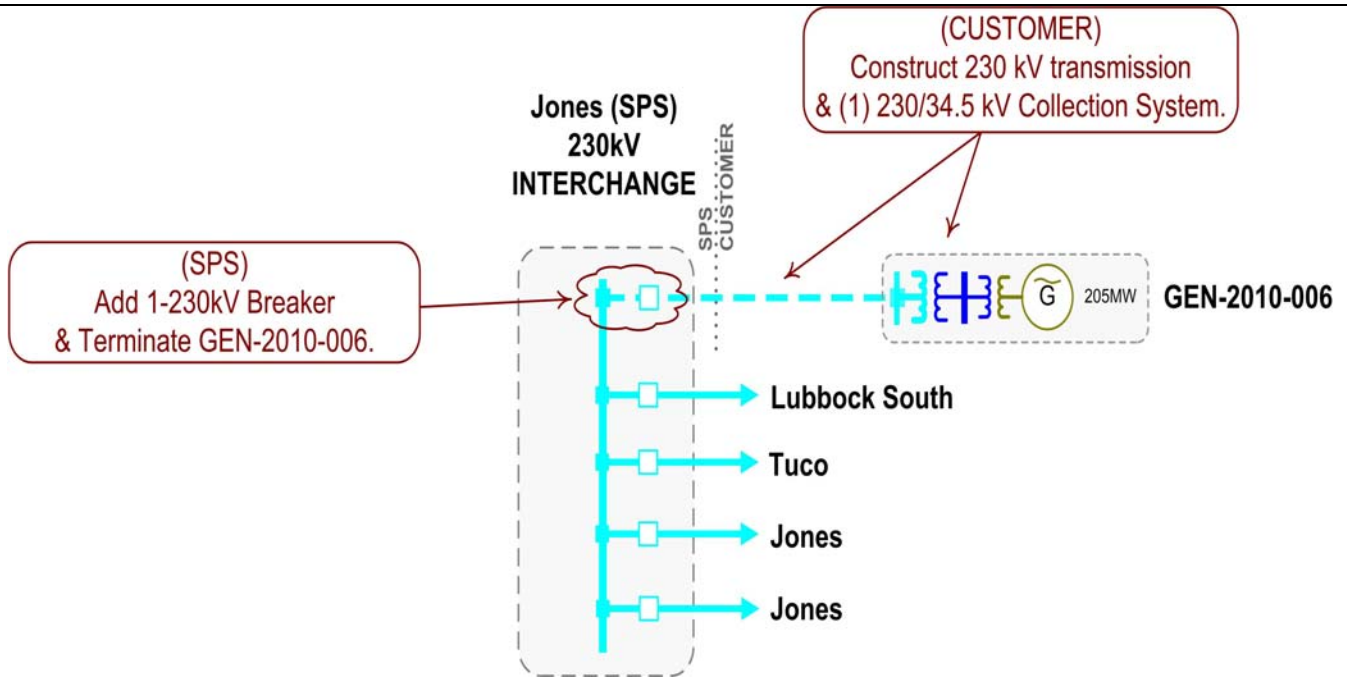 (CUSTOMER)
Construct 230 kV transmission
& (1) 230/34.5 kV Collection System.
Jones (SPS)
230kV
INTERCHANGE
SPS
CUSTOMER
(SPS)
Add 1-230kV Breaker
& Terminate GEN-2010-006.
G
205MW
GEN-2010-006
Lubbock South
Tuco
Jones
Jones